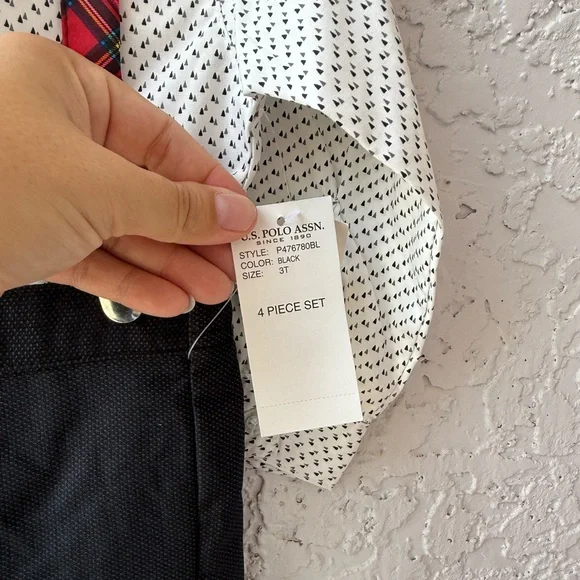 U.S. POLO ASSN.
SINCE 1890
STYLE: P476780BL
COLOR: BLACK
SIZE: 3T
4 PIECE SET